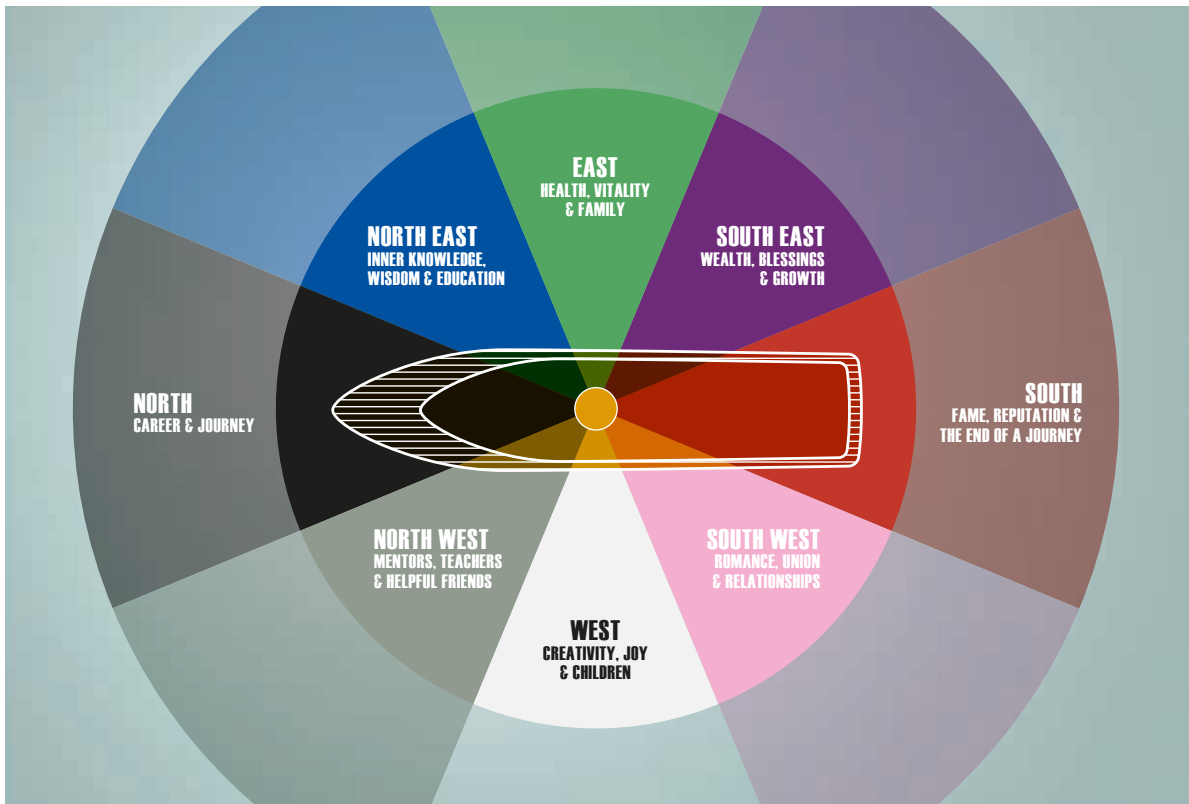 EAST
HEALTH, VITALITY
& FAMILY
NORTH EAST
INNER KNOWLEDGE,
WISDOM & EDUCATION
SOUTH EAST
WEALTH, BLESSINGS
& GROWTH
NORTH
CAREER & JOURNEY
SOUTH
FAME, REPUTATION &
THE END OF A JOURNEY
NORTH WEST
MENTORS, TEACHERS
& HELPFUL FRIENDS
SOUTH WEST
ROMANCE, UNION
& RELATIONSHIPS
WEST
CREATIVITY, JOY
& CHILDREN